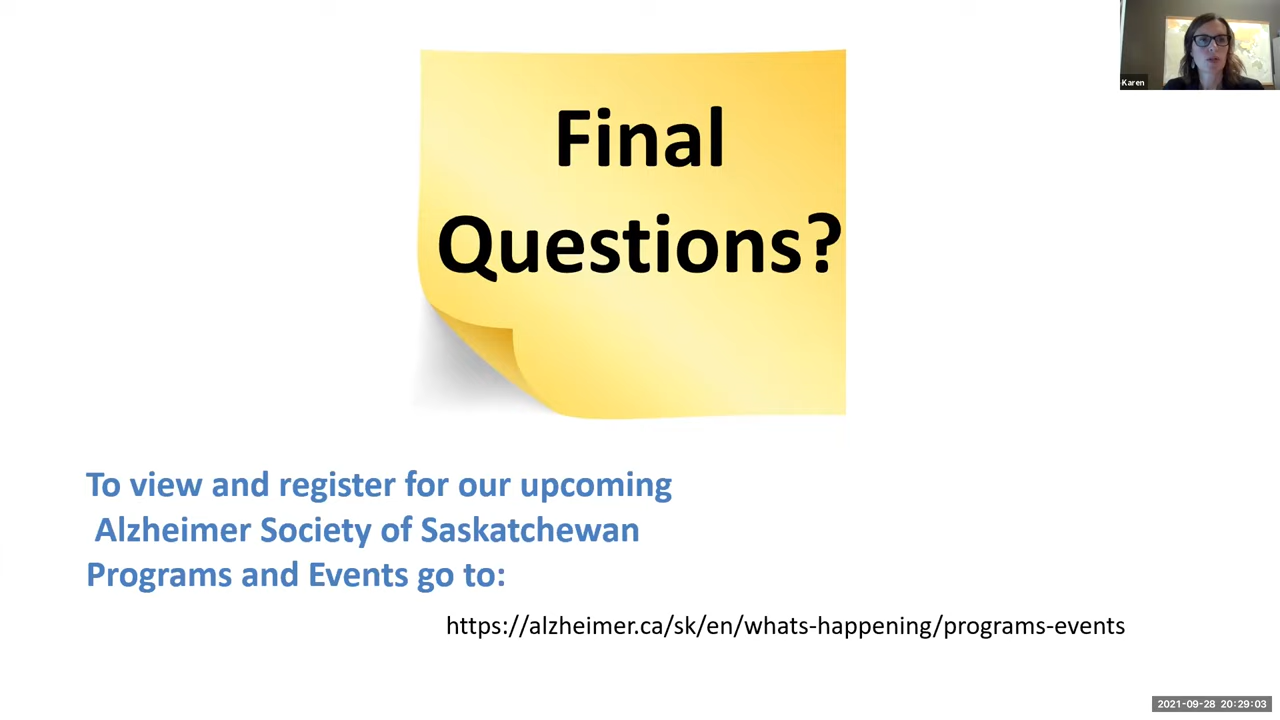 Final
Questions?
Karen
To view and register for our upcoming
Alzheimer Society of Saskatchewan
Programs and Events go to:
https://alzheimer.ca/sk/en/whats-happening/programs-events
2021-09-28 20:29:03